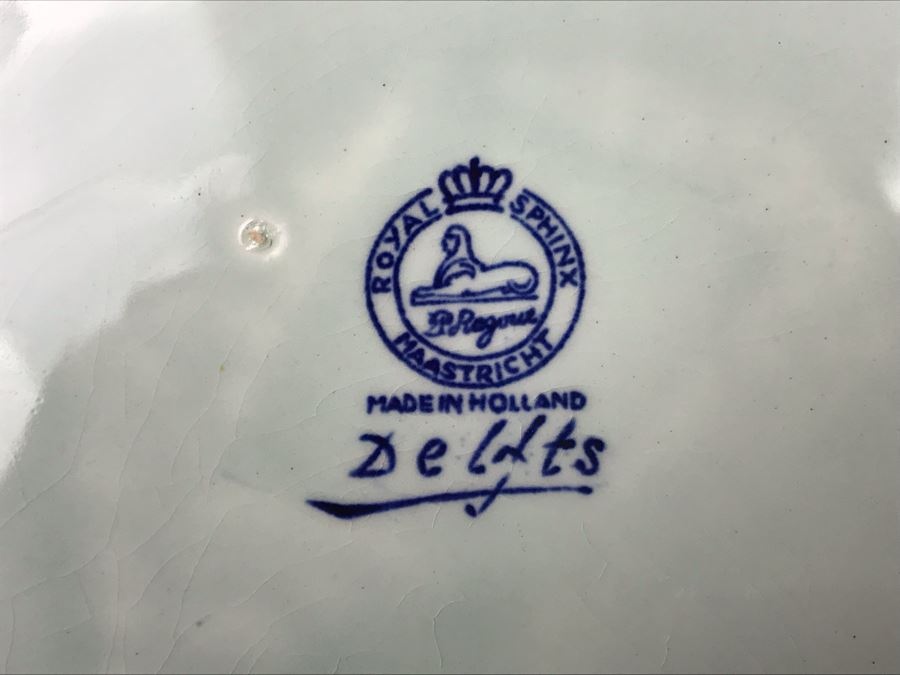 ROYAL SPHINX
P. Regout
MAASTRICHT
MADE IN HOLLAND
Delfts